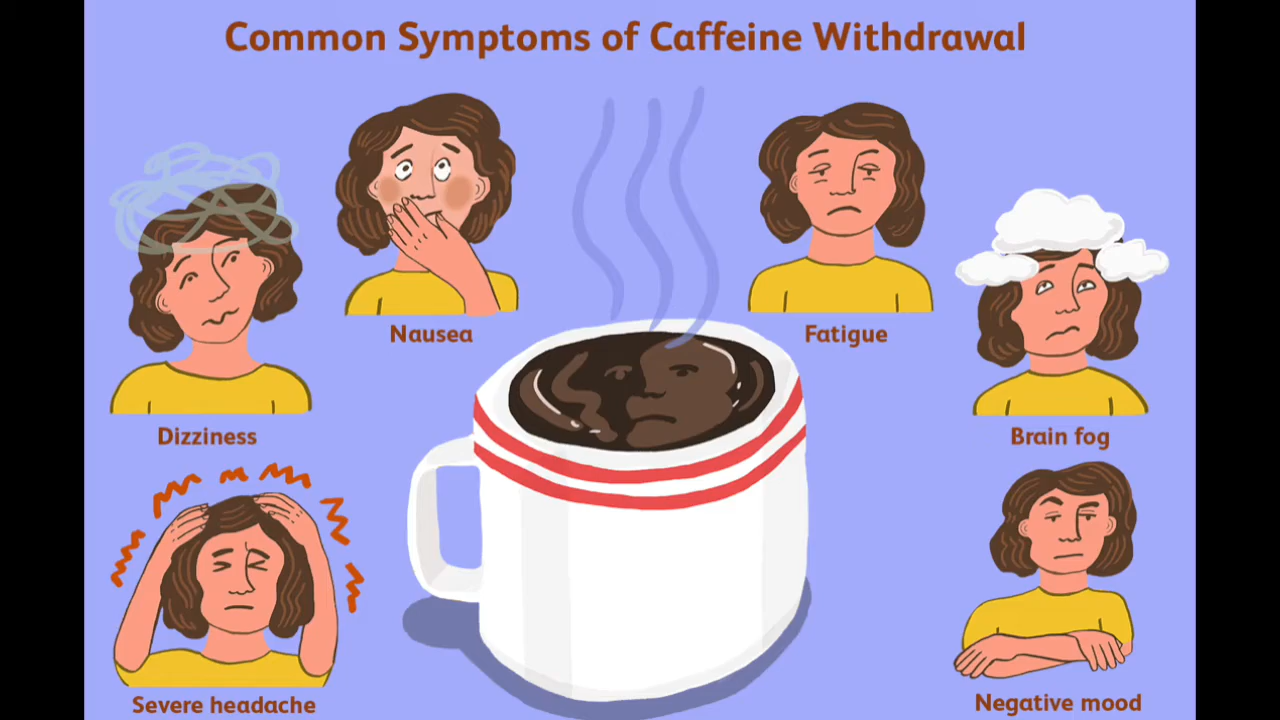 Common Symptoms of Caffeine Withdrawal
Nausea
Fatigue
Dizziness
Brain fog
Severe headache
Negative mood